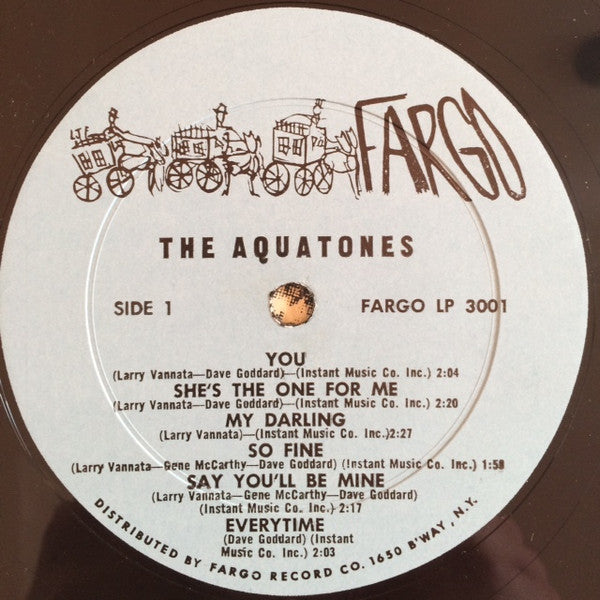 FARGO
THE AQUATONES
SIDE 1
FARGO LP 3001
YOU
(Larry Vannata—Dave Goddard)—(Instant Music Co. Inc.) 2:04
SHE'S THE ONE FOR ME
(Larry Vannata—Dave Goddard)—(Instant Music Co. Inc.) 2:20
MY DARLING
(Larry Vannata)—(Instant Music Co. Inc.)2:27
SO FINE
(Larry Vannata—Gene McCarthy—Dave Goddard) (Instant Music Co. Inc.) 1:58
SAY YOU'LL BE MINE
(Larry Vannata—Gene McCarthy—Dave Goddard)
(Instant Music Co. Inc.) 2:17
EVERYTIME
(Dave Goddard) (Instant
Music Co. Inc.) 2:03
DISTRIBUTED BY FARGO RECORD CO. 1650 B'WAY, N.Y.